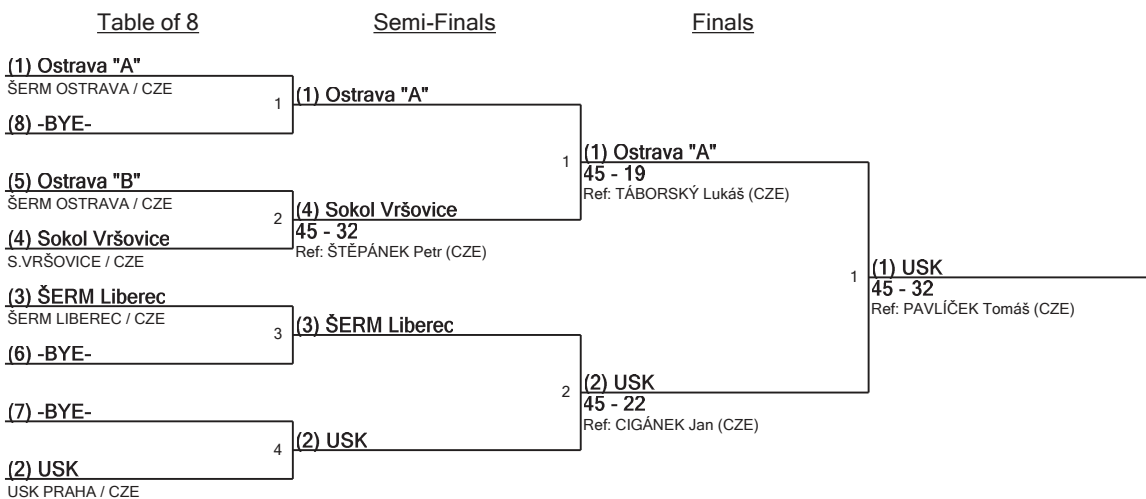 Table of 8
Semi-Finals
Finals
(1) Ostrava "A"
ŠERM OSTRAVA / CZE
(8) -BYE-
1
(1) Ostrava "A"
(5) Ostrava "B"
ŠERM OSTRAVA / CZE
(4) Sokol Vršovice
S.VRŠOVICE / CZE
2
(4) Sokol Vršovice
45 - 32
Ref: ŠTĚPÁNEK Petr (CZE)
1
(1) Ostrava "A"
45 - 19
Ref: TÁBORSKÝ Lukáš (CZE)
(3) ŠERM Liberec
ŠERM LIBEREC / CZE
(6) -BYE-
3
(3) ŠERM Liberec
(7) -BYE-
(2) USK
USK PRAHA / CZE
4
(2) USK
2
(2) USK
45 - 22
Ref: CIGÁNEK Jan (CZE)
1
(1) USK
45 - 32
Ref: PAVLÍČEK Tomáš (CZE)